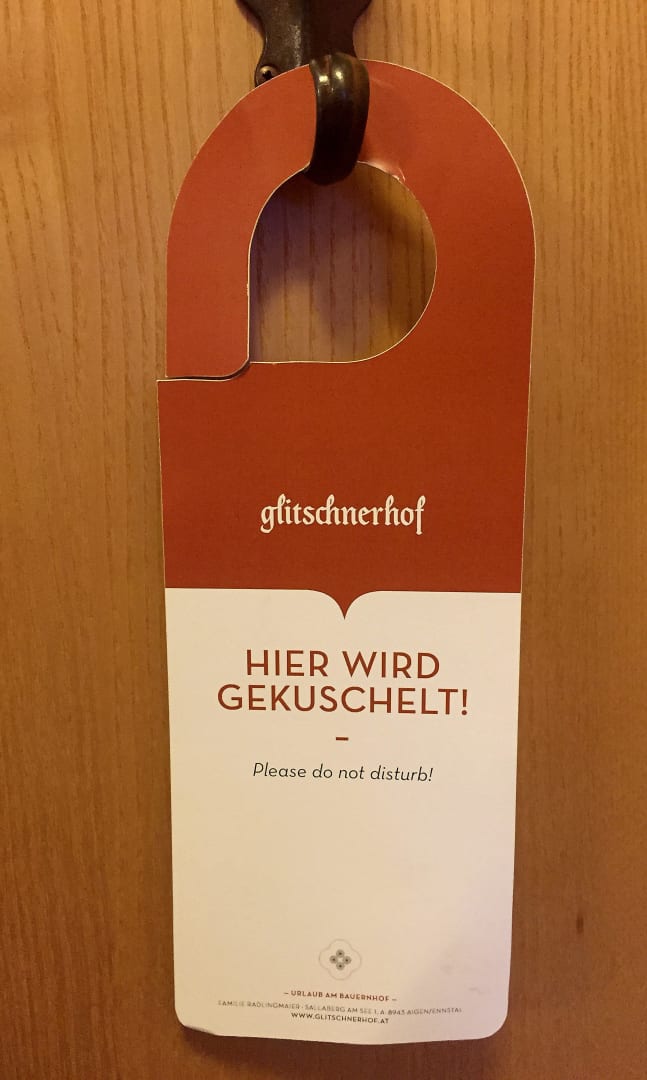 glitschnerhof
HIER WIRD
GEKUSCHELT!
–
Please do not disturb!
– URLAUB AM BAUERNHOF –
FAMILIE RADLINGMAIER · SALLABERG AM SEE 1, A-8943 AIGEN/ENNSTAL
WWW.GLITSCHNERHOF.AT